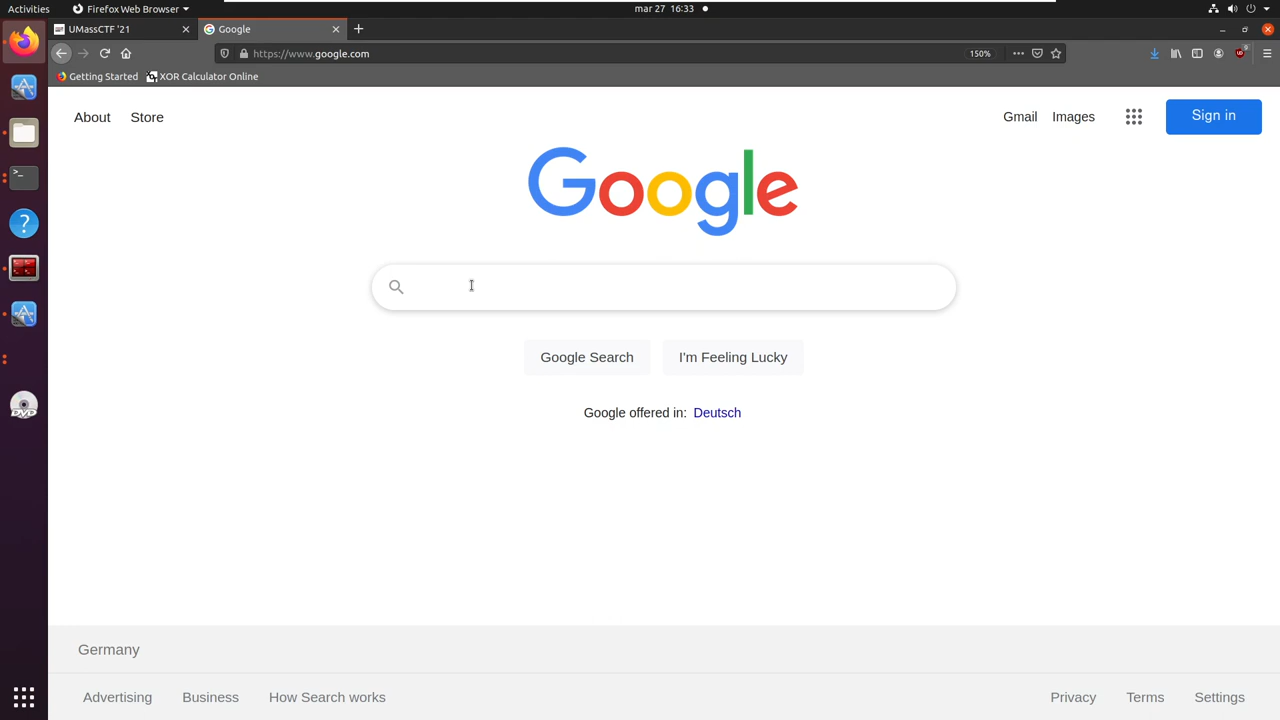 Activities Firefox Web Browser mar 27 16:33
UMassCTF '21 Google
https://www.google.com 150%
Getting Started XOR Calculator Online
About Store Gmail Images Sign in
Google
Google Search I'm Feeling Lucky
Google offered in: Deutsch
Germany
Advertising Business How Search works Privacy Terms Settings
DVD